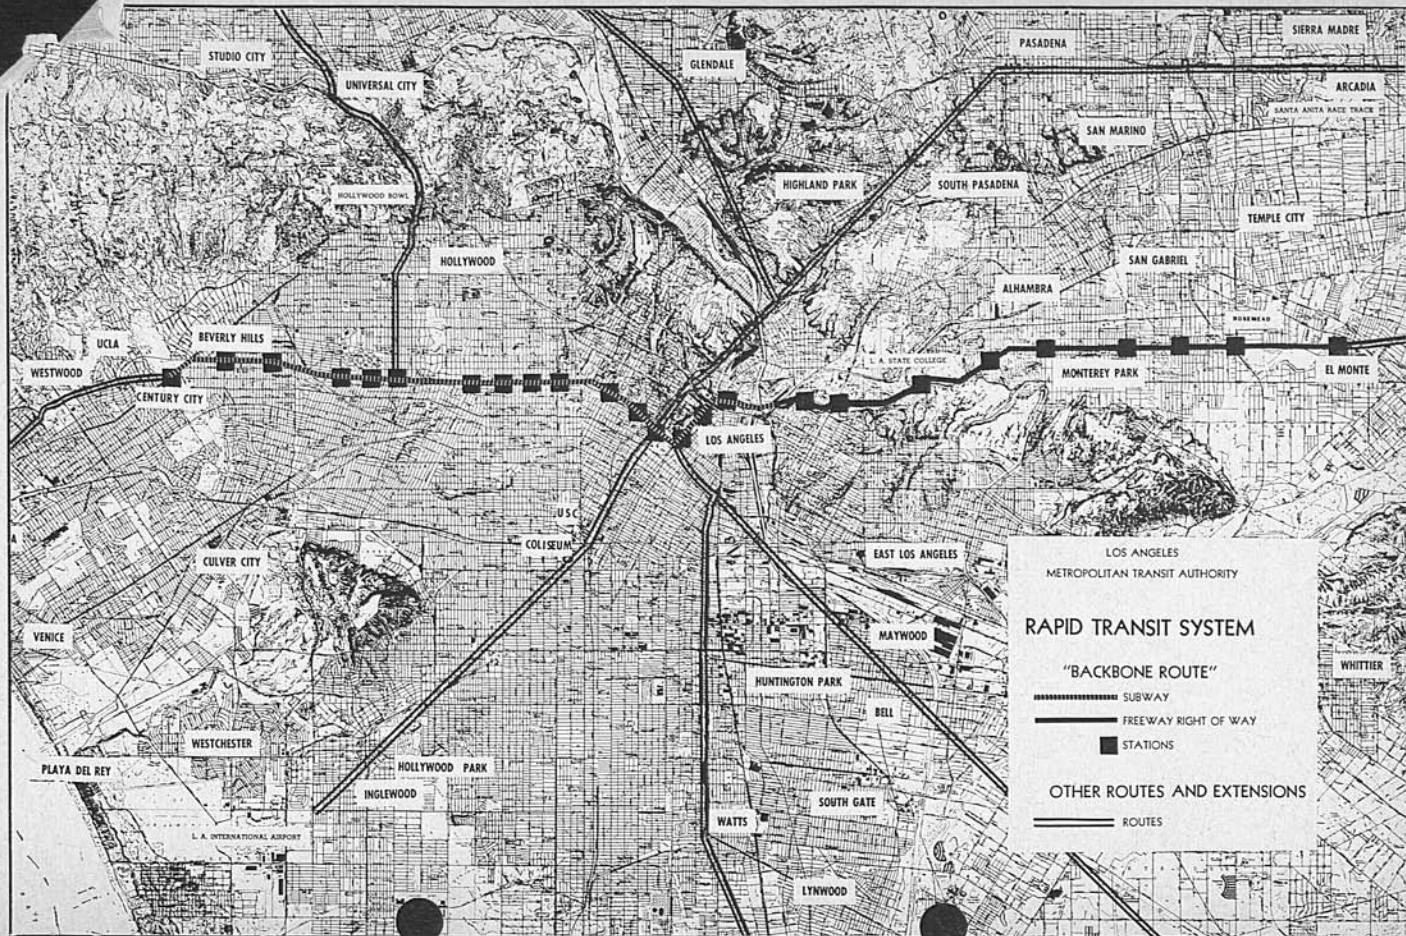 STUDIO CITY
UNIVERSAL CITY
GLENDALE
PASADENA
SIERRA MADRE
ARCADIA
SANTA ANITA RACE TRACK
SAN MARINO
HOLLYWOOD BOWL
HIGHLAND PARK
SOUTH PASADENA
TEMPLE CITY
HOLLYWOOD
SAN GABRIEL
ALHAMBRA
ROSEMEAD
UCLA
BEVERLY HILLS
WESTWOOD
L. A. STATE COLLEGE
MONTEREY PARK
EL MONTE
CENTURY CITY
LOS ANGELES
USC
COLISEUM
CULVER CITY
EAST LOS ANGELES
VENICE
MAYWOOD
WHITTIER
HUNTINGTON PARK
BELL
WESTCHESTER
PLAYA DEL REY
HOLLYWOOD PARK
INGLEWOOD
SOUTH GATE
WATTS
L. A. INTERNATIONAL AIRPORT
LYNWOOD
LOS ANGELES
METROPOLITAN TRANSIT AUTHORITY
RAPID TRANSIT SYSTEM
"BACKBONE ROUTE"
SUBWAY
FREEWAY RIGHT OF WAY
STATIONS
OTHER ROUTES AND EXTENSIONS
ROUTES